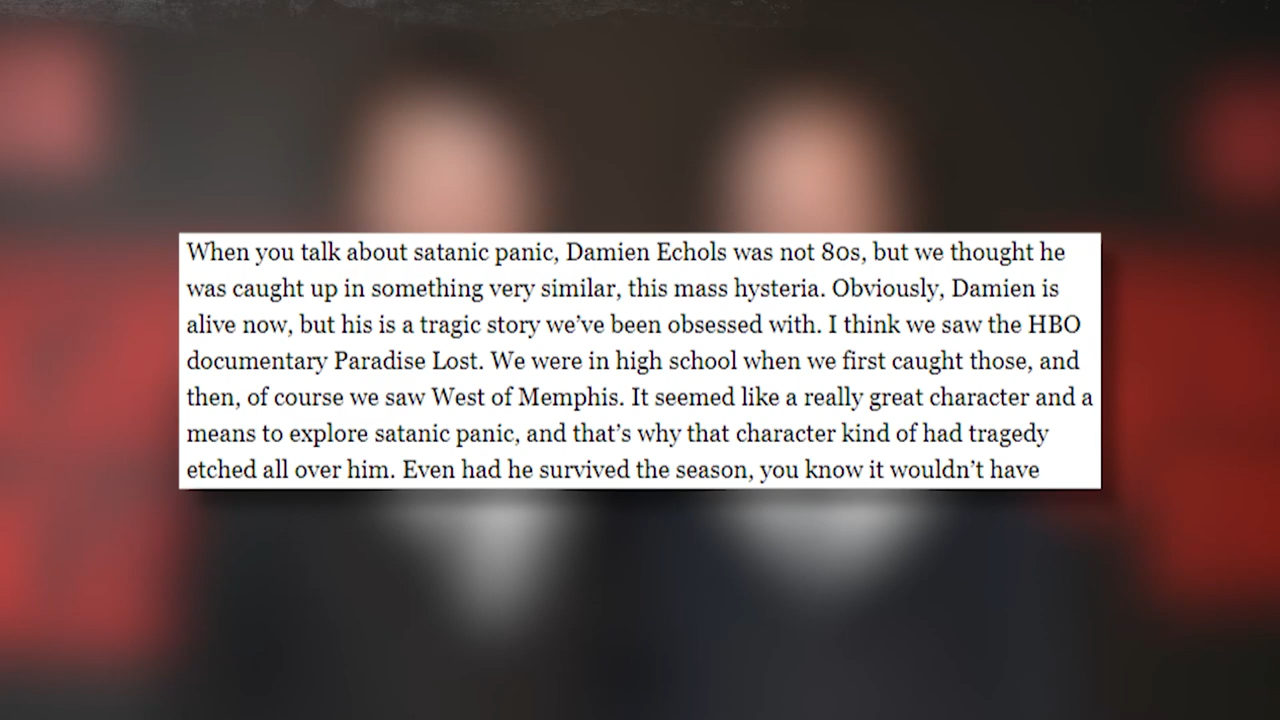 When you talk about satanic panic, Damien Echols was not 80s, but we thought he
was caught up in something very similar, this mass hysteria. Obviously, Damien is
alive now, but his is a tragic story we’ve been obsessed with. I think we saw the HBO
documentary Paradise Lost. We were in high school when we first caught those, and
then, of course we saw West of Memphis. It seemed like a really great character and a
means to explore satanic panic, and that’s why that character kind of had tragedy
etched all over him. Even had he survived the season, you know it wouldn’t have